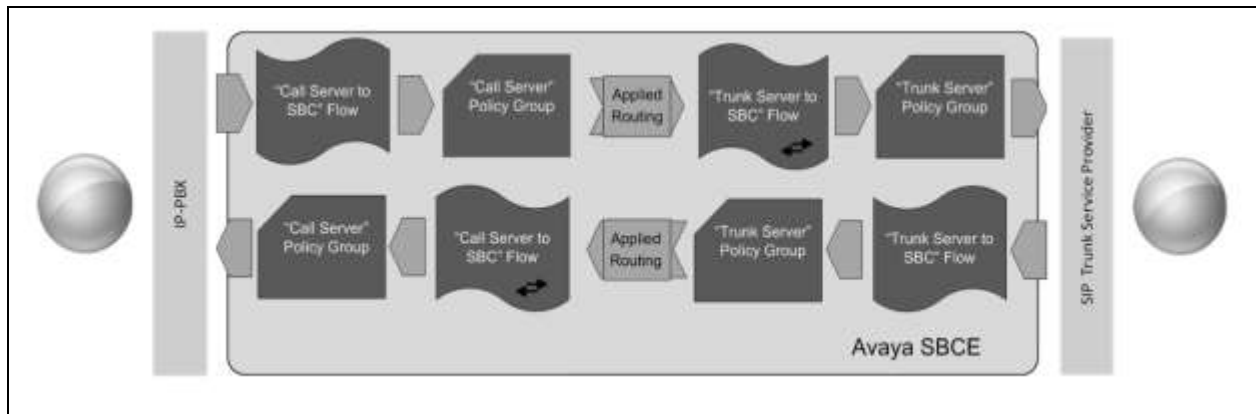 IP-PBX
"Call Server to
SBC" Flow
"Call Server"
Policy Group
Applied
Routing
"Trunk Server to
SBC" Flow
"Trunk Server"
Policy Group
"Call Server"
Policy Group
"Call Server to
SBC" Flow
Applied
Routing
"Trunk Server"
Policy Group
"Trunk Server to
SBC" Flow
Avaya SBCE
SIP Trunk Service Provider